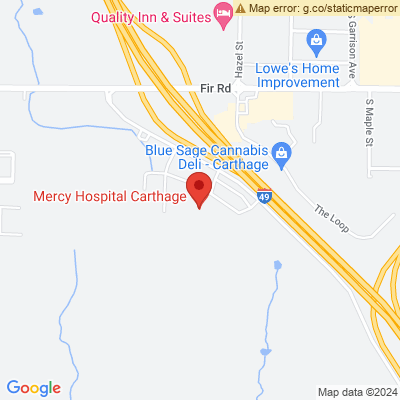 Map error: g.co/staticmaperror
Quality Inn &
Suites
Hazel St
S Garrison Ave
Lowe's Home
Improvement
Fir Rd
S Maple St
Blue Sage Cannabis
Deli - Carthage
Mercy Hospital Carthage
49
The Loop
Google
Map data ©2024